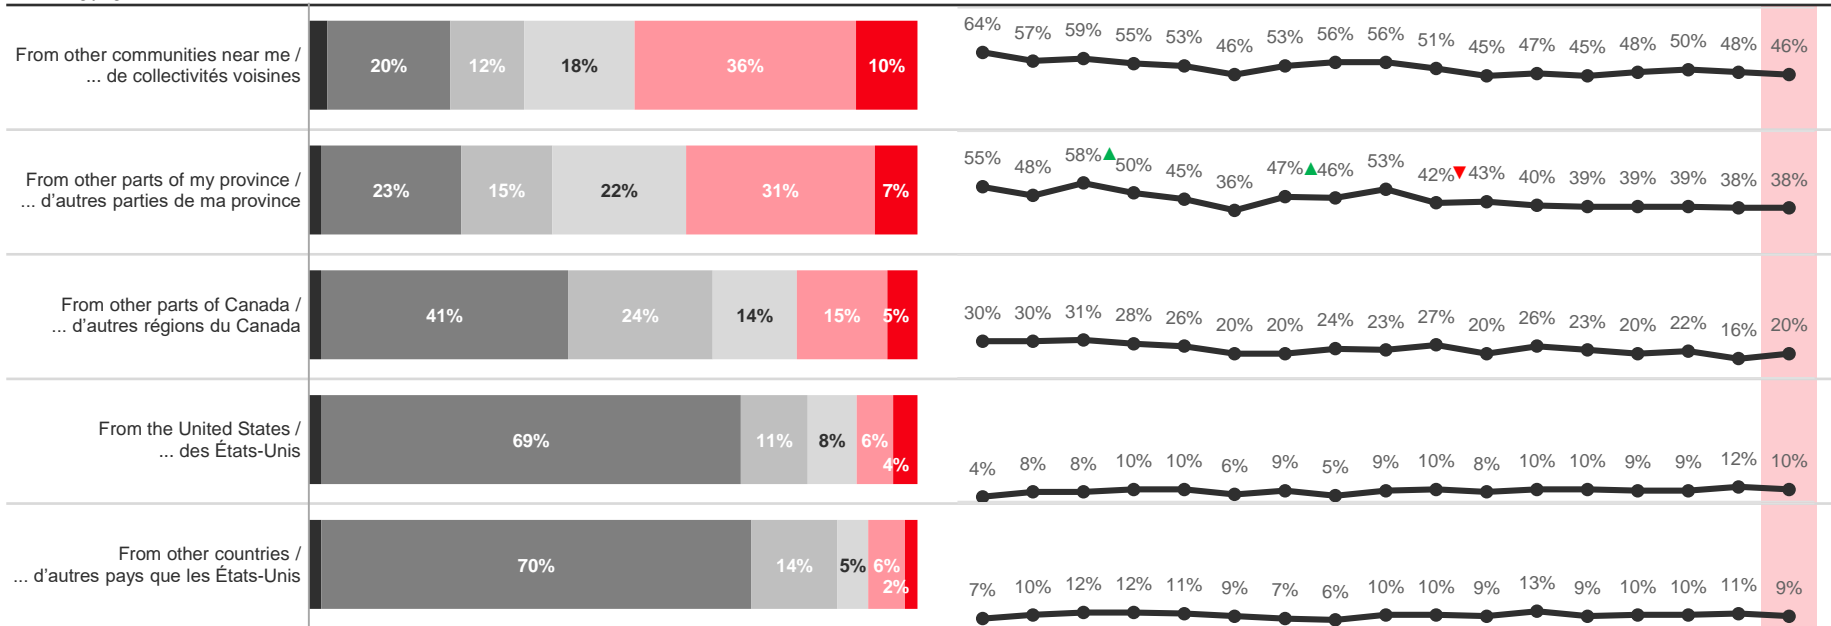 From other communities near me /
... de collectivités voisines
20% 12% 18% 36% 10%
64% 57% 59% 55% 53% 46% 53% 56% 56% 51% 45% 47% 45% 48% 50% 48% 46%
From other parts of my province /
... d'autres parties de ma province
23% 15% 22% 31% 7%
55% 48% 58% 50% 45% 36% 47% 46% 53% 42% 43% 40% 39% 39% 39% 38% 38%
From other parts of Canada /
... d'autres régions du Canada
41% 24% 14% 15% 5%
30% 30% 31% 28% 26% 20% 20% 24% 23% 27% 20% 26% 23% 20% 22% 16% 20%
From the United States /
... des États-Unis
69% 11% 8% 6% 4%
4% 8% 8% 10% 10% 6% 9% 5% 9% 10% 8% 10% 10% 9% 9% 12% 10%
From other countries /
... d'autres pays que les États-Unis
70% 14% 5% 6% 2%
7% 10% 12% 12% 11% 9% 7% 6% 10% 10% 9% 13% 9% 10% 10% 11% 9%